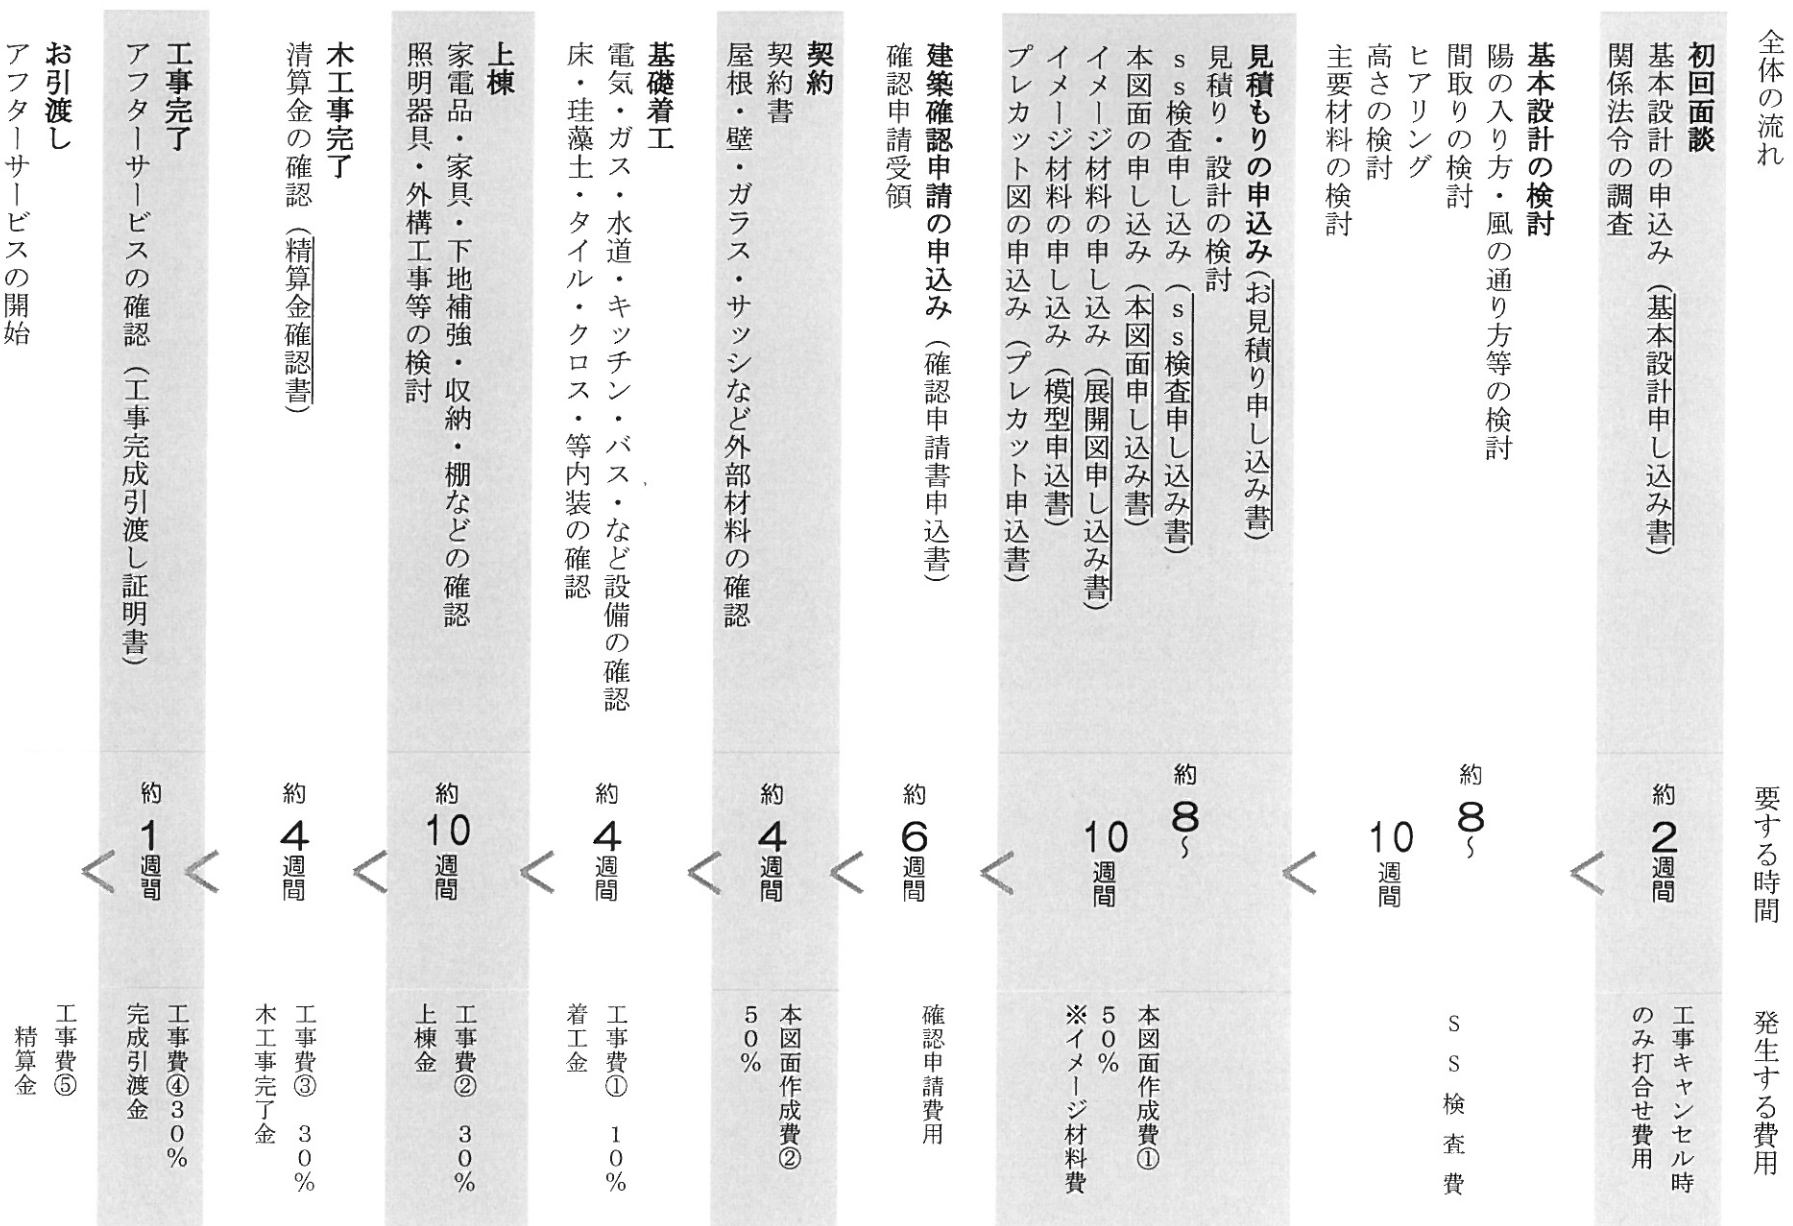 全体の流れ
要する時間
発生する費用
初回面談
基本設計の申込み（基本設計申し込み書）
関係法令の調査
約2週間
工事キャンセル時
のみ打合せ費用
基本設計の検討
陽の入り方・風の通り方等の検討
間取りの検討
ヒアリング
高さの検討
主要材料の検討
約8〜
10週間
ＳＳ検査費
見積もりの申込み（お見積り申し込み書）
見積り・設計の検討
ｓｓ検査申し込み（ｓｓ検査申し込み書）
本図面の申し込み（本図面申し込み書）
イメージ材料の申し込み（展開図申し込み書）
イメージ材料の申し込み（模型申込書）
プレカット図の申込み（プレカット申込書）
約8〜
10週間
本図面作成費①
５０％
※イメージ材料費
建築確認申請の申込み（確認申請書申込書）
確認申請受領
約6週間
確認申請費用
契約
契約書
屋根・壁・ガラス・サッシなど外部材料の確認
約4週間
本図面作成費②
５０％
基礎着工
電気・ガス・水道・キッチン・バス・など設備の確認
床・珪藻土・タイル・クロス・等内装の確認
約4週間
工事費①　１０％
着工金
上棟
家電品・家具・下地補強・収納・棚などの確認
照明器具・外構工事等の検討
約10週間
工事費②　３０％
上棟金
木工事完了
清算金の確認（精算金確認書）
約4週間
工事費③　３０％
木工事完了金
工事完了
アフターサービスの確認（工事完成引渡し証明書）
約1週間
工事費④３０％
完成引渡金
お引渡し
アフターサービスの開始
工事費⑤
精算金